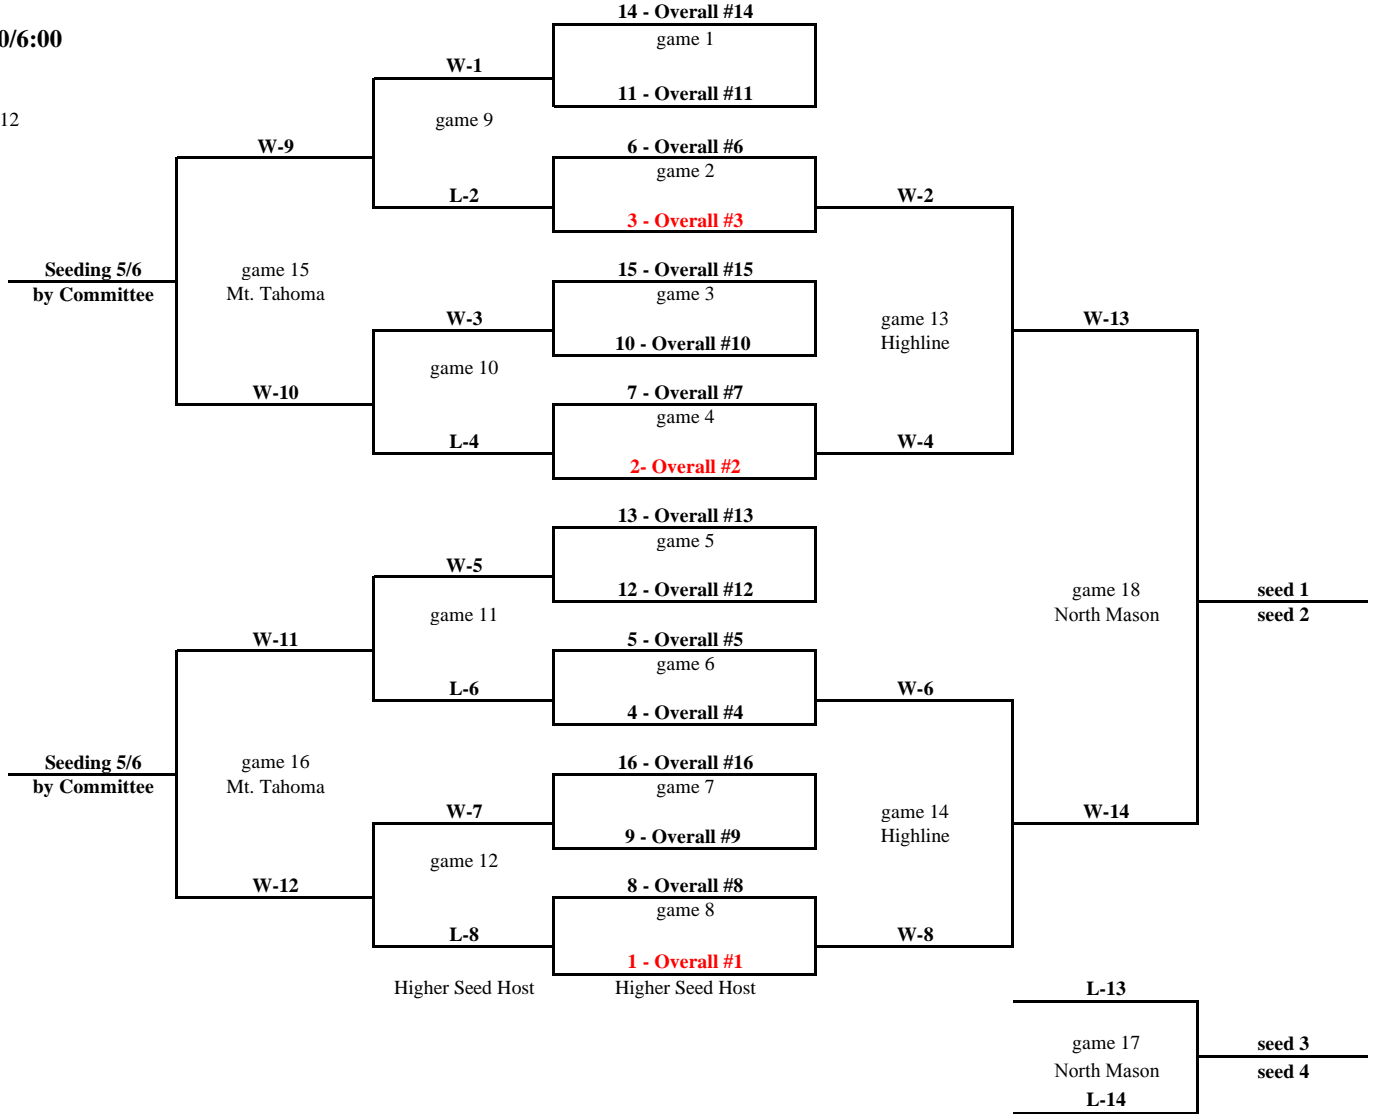 14 - Overall #14
0/6:00
game 1
W-1
11 - Overall #11
12
game 9
W-9
6 - Overall #6
game 2
L-2
W-2
3 - Overall #3
Seeding 5/6
game 15
15 - Overall #15
by Committee
Mt. Tahoma
game 3
W-3
game 13
W-13
10 - Overall #10
Highline
game 10
W-10
7 - Overall #7
game 4
L-4
W-4
2- Overall #2
13 - Overall #13
game 5
W-5
12 - Overall #12
game 18
seed 1
game 11
North Mason
seed 2
W-11
5 - Overall #5
game 6
L-6
W-6
4 - Overall #4
Seeding 5/6
game 16
16 - Overall #16
by Committee
Mt. Tahoma
game 7
W-7
game 14
W-14
9 - Overall #9
Highline
game 12
W-12
8 - Overall #8
game 8
L-8
W-8
1 - Overall #1
Higher Seed Host
Higher Seed Host
L-13
game 17
seed 3
North Mason
seed 4
L-14